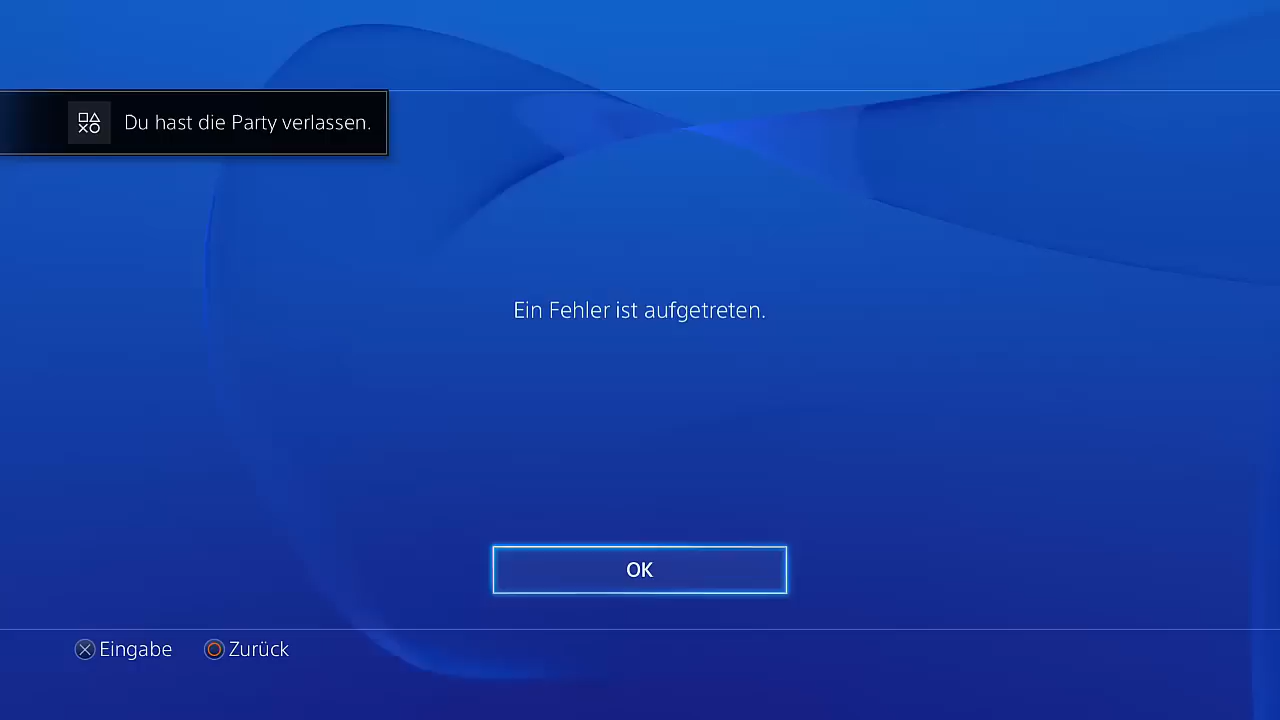 Du hast die Party verlassen.
Ein Fehler ist aufgetreten.
OK
Eingabe
Zurück